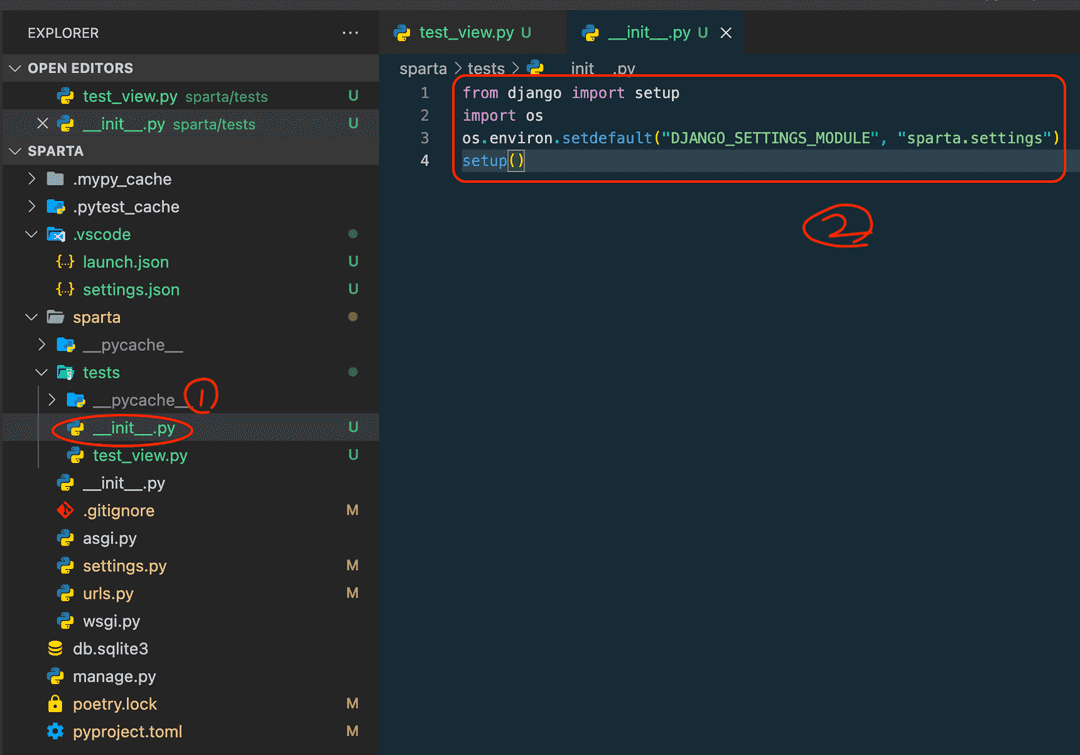 EXPLORER ...
OPEN EDITORS
test_view.py sparta/tests U
__init__.py sparta/tests U
SPARTA
.mypy_cache
.pytest_cache
.vscode
{..} launch.json U
{..} settings.json U
sparta
__pycache__
tests
__pycache__ 1
__init__.py U
test_view.py U
__init__.py
.gitignore M
asgi.py
settings.py M
urls.py M
wsgi.py
db.sqlite3
manage.py
poetry.lock M
pyproject.toml M
test_view.py U __init__.py U
sparta > tests > __init__.py
1 from django import setup
2 import os
3 os.environ.setdefault("DJANGO_SETTINGS_MODULE", "sparta.settings")
4 setup()
2